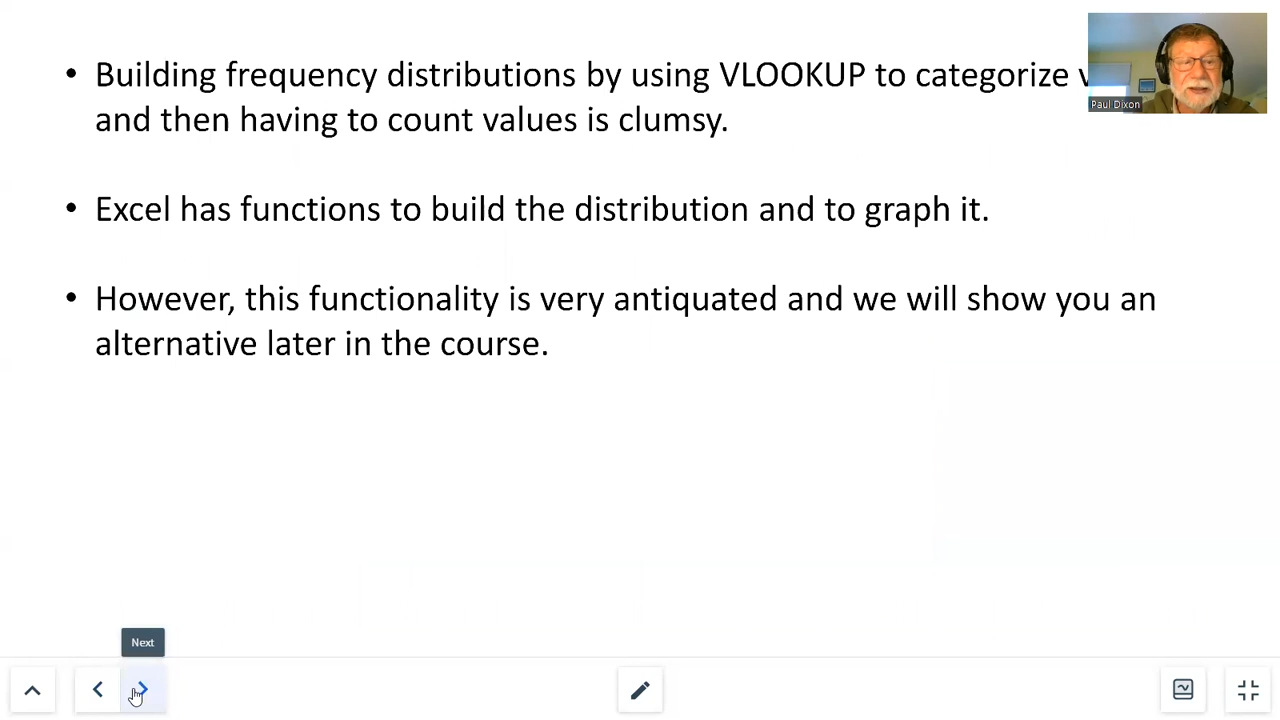 • Building frequency distributions by using VLOOKUP to categorize
and then having to count values is clumsy.
• Excel has functions to build the distribution and to graph it.
• However, this functionality is very antiquated and we will show you an
alternative later in the course.
Paul Dixon
Next